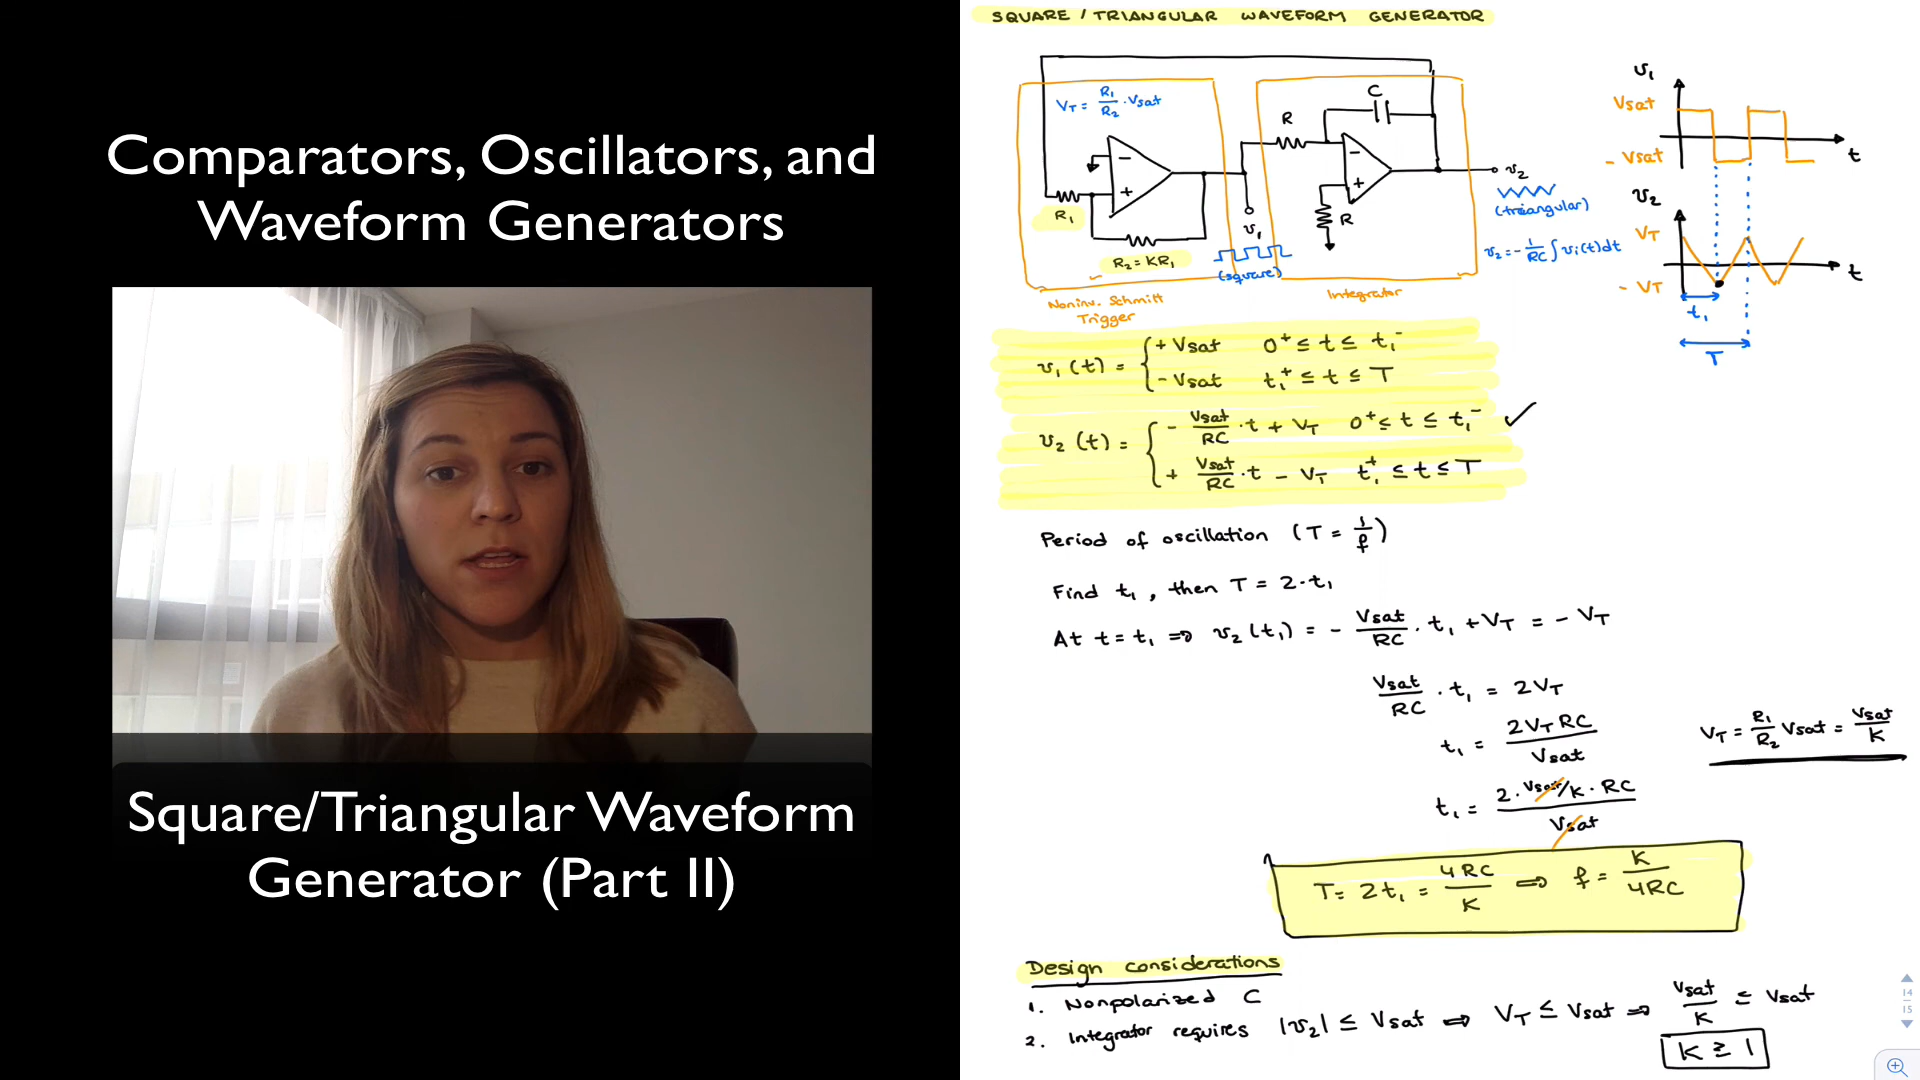 Comparators, Oscillators, and
Waveform Generators
Square/Triangular Waveform
Generator (Part II)
SQUARE / TRIANGULAR WAVEFORM GENERATOR
VT = R1/R2 · Vsat
C
R
R
R1
R2 = KR1
v1
(square)
v2
(triangular)
v2 = - 1/RC ∫ v1(t)dt
Noninv. Schmitt
Trigger
Integrator
v1
Vsat
- Vsat
t
v2
VT
- VT
t
t1
T
v1(t) = { + Vsat 0+ ≤ t ≤ t1-
- Vsat t1+ ≤ t ≤ T
v2(t) = { - Vsat/RC · t + VT 0+ ≤ t ≤ t1- ✓
+ Vsat/RC · t - VT t1+ ≤ t ≤ T
Period of oscillation (T = 1/f)
Find t1, then T = 2·t1
At t = t1 ⇒ v2(t1) = - Vsat/RC · t1 + VT = - VT
Vsat/RC · t1 = 2VT
t1 = 2VT RC / Vsat
VT = R1/R2 Vsat = Vsat/K
t1 = 2·Vsat/K · RC / Vsat
T = 2t1 = 4RC/K ⇒ f = K/4RC
Design considerations
1. Nonpolarized C
2. Integrator requires |v2| ≤ Vsat ⇒ VT ≤ Vsat ⇒ Vsat/K ≤ Vsat
K ≥ 1
14
15